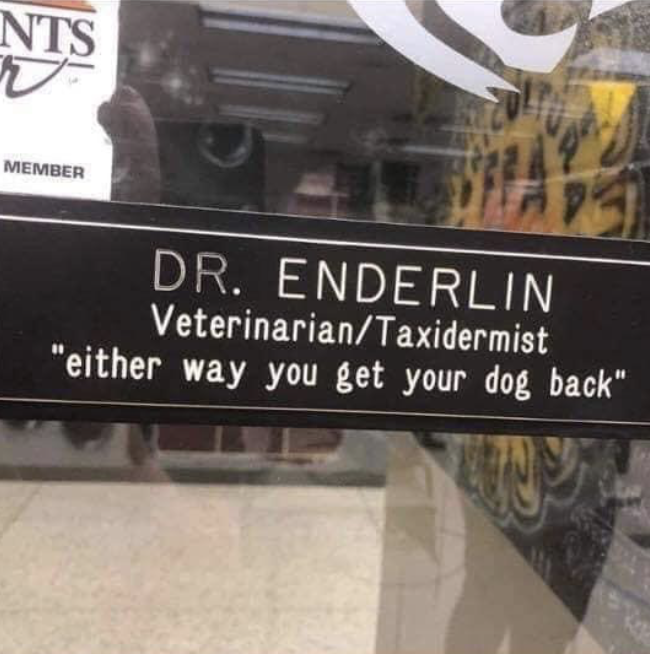 NTS
MEMBER
DR. ENDERLIN
Veterinarian/Taxidermist
"either way you get your dog back"